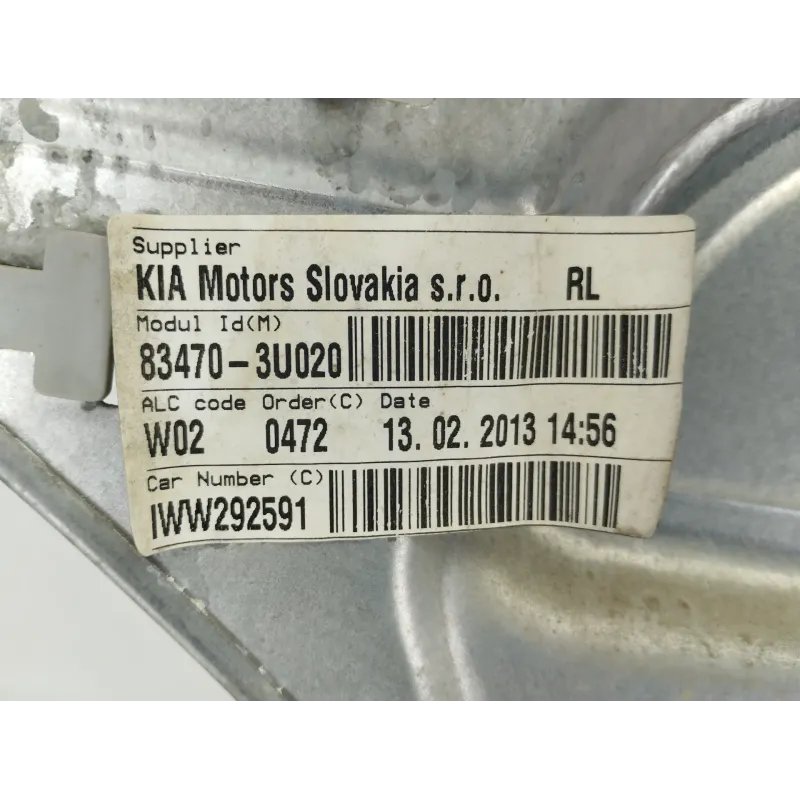 Supplier
KIA Motors Slovakia s.r.o. RL
Modul Id(M)
83470-3U020
ALC code Order(C) Date
W02 0472 13. 02. 2013 14:56
Car Number (C)
IWW292591